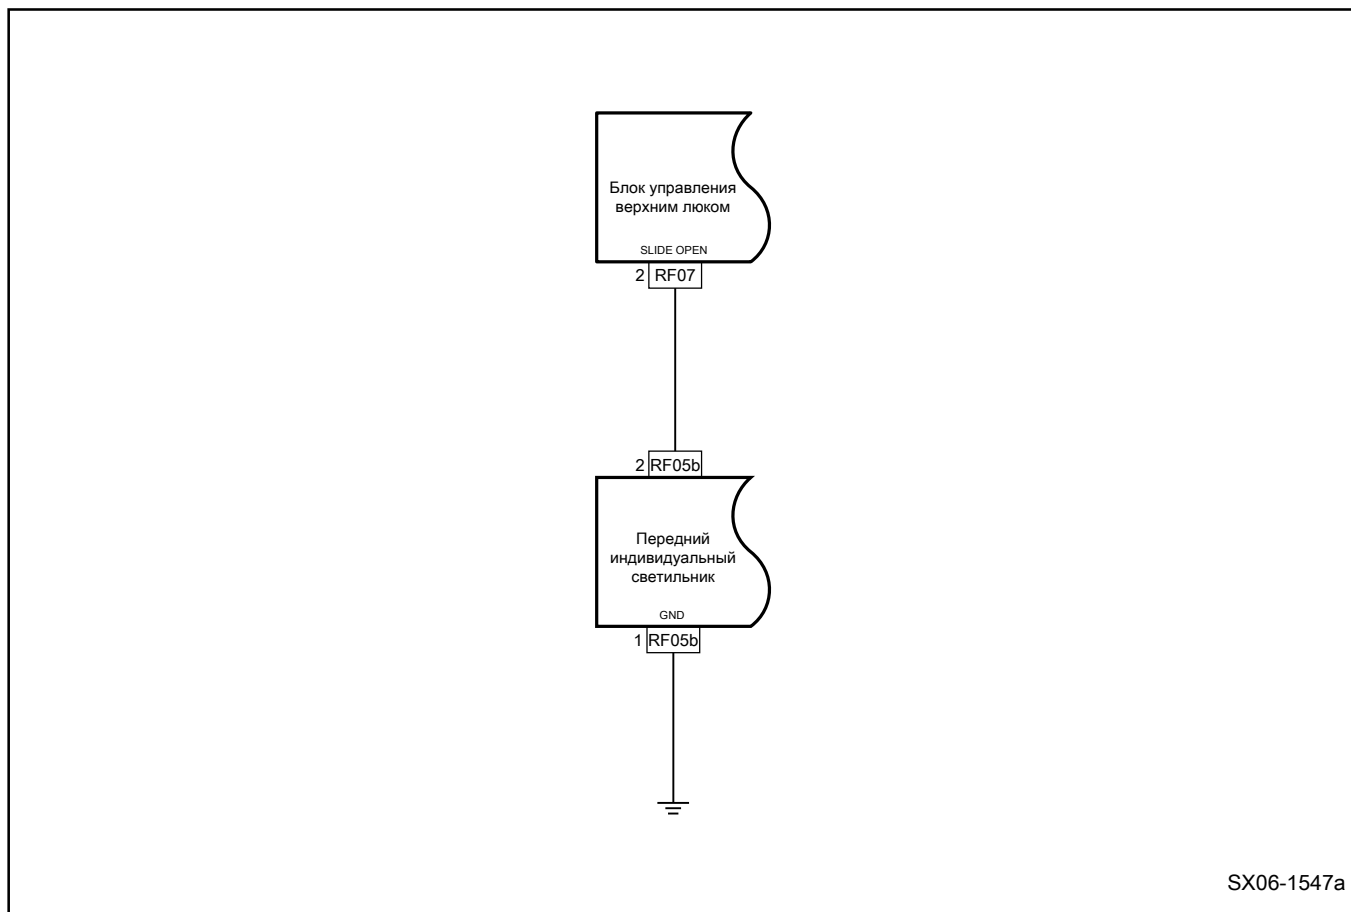 Блок управления
верхним люком
SLIDE OPEN
2 RF07
2 RF05b
Передний
индивидуальный
светильник
GND
1 RF05b
SX06-1547a